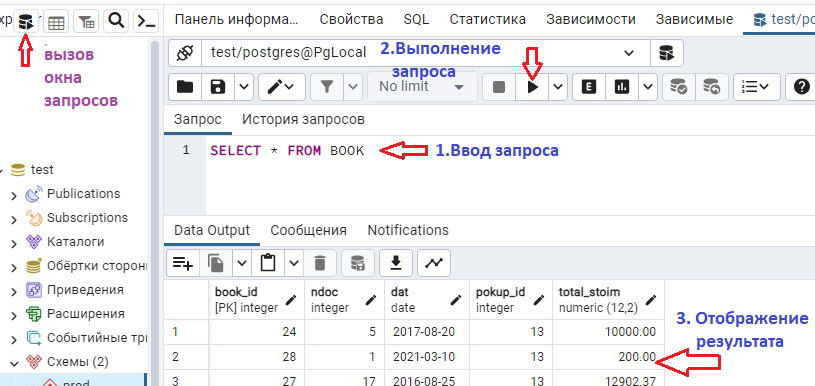 Панель информа... Свойства SQL Статистика Зависимости Зависимые test/po
вызов
окна
запросов
test/postgres@PgLocal
2.Выполнение
запроса
No limit
E
Запрос История запросов
1 SELECT * FROM BOOK
1.Ввод запроса
test
Publications
Subscriptions
Каталоги
Обёртки сторонн
Приведения
Расширения
Событийные три
Схемы (2)
prod
Data Output Сообщения Notifications
book_id ndoc dat pokup_id total_stoim
[PK] integer integer date integer numeric (12,2)
1 24 5 2017-08-20 13 10000.00
2 28 1 2021-03-10 13 200.00
3 27 17 2016-08-25 13 12902.37
3. Отображение
результата